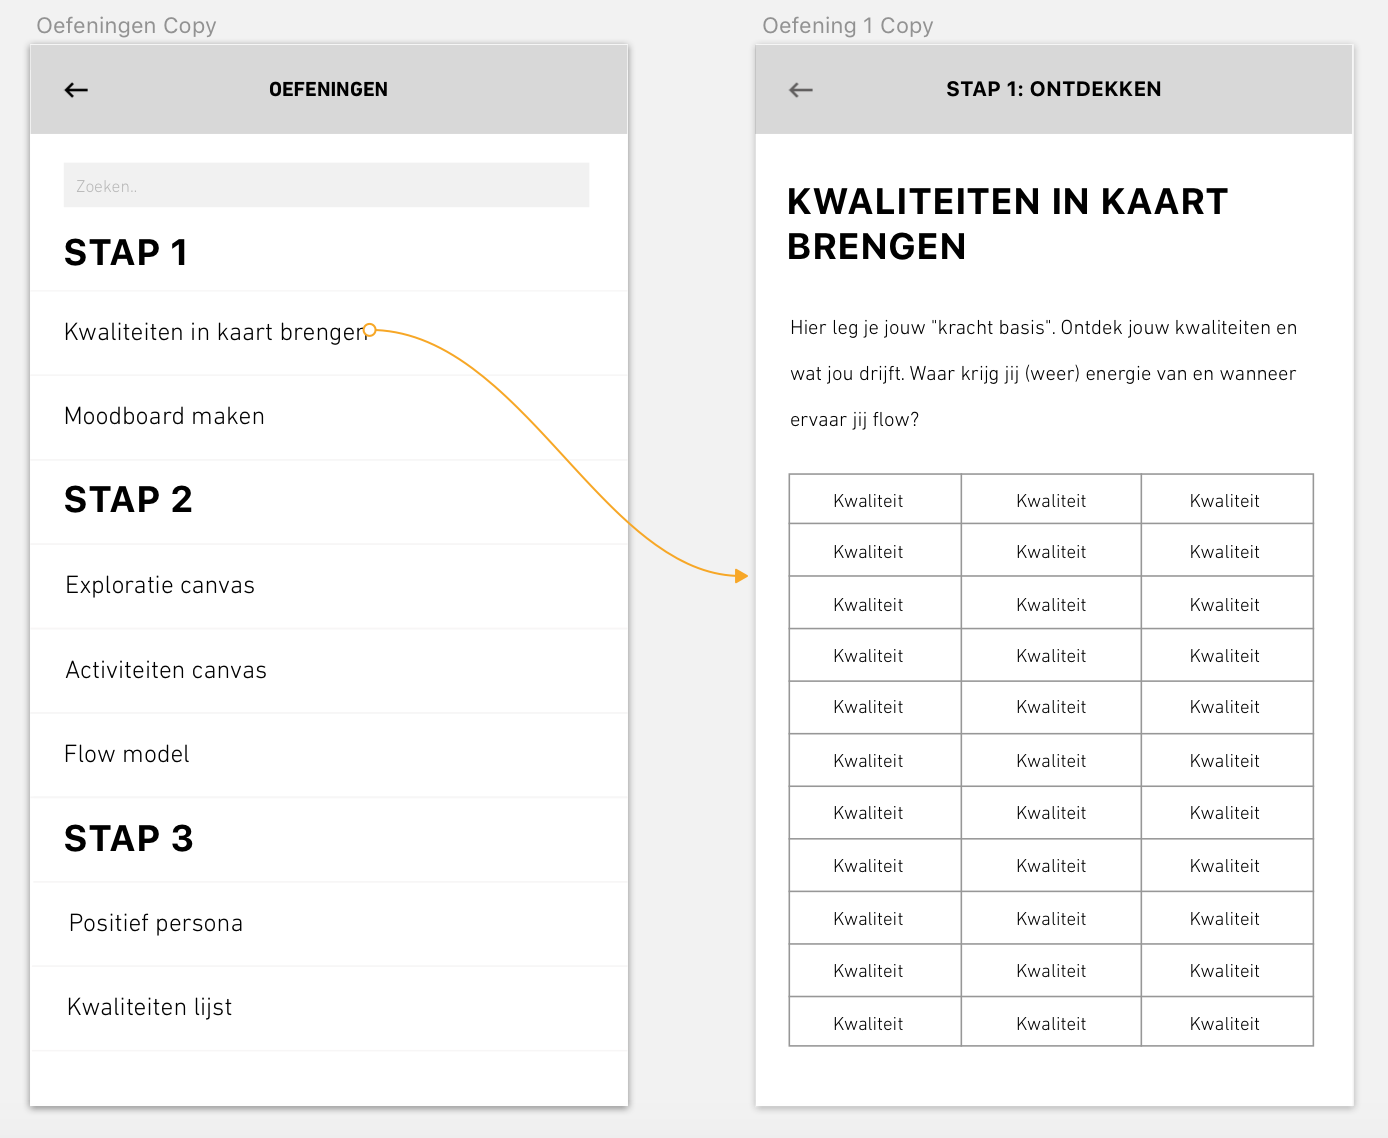 Oefeningen Copy
OEFENINGEN
Zoeken..
STAP 1
Kwaliteiten in kaart brengen
Moodboard maken
STAP 2
Exploratie canvas
Activiteiten canvas
Flow model
STAP 3
Positief persona
Kwaliteiten lijst
Oefening 1 Copy
STAP 1: ONTDEKKEN
KWALITEITEN IN KAART
BRENGEN
Hier leg je jouw "kracht basis". Ontdek jouw kwaliteiten en
wat jou drijft. Waar krijg jij (weer) energie van en wanneer
ervaar jij flow?
Kwaliteit Kwaliteit Kwaliteit
Kwaliteit Kwaliteit Kwaliteit
Kwaliteit Kwaliteit Kwaliteit
Kwaliteit Kwaliteit Kwaliteit
Kwaliteit Kwaliteit Kwaliteit
Kwaliteit Kwaliteit Kwaliteit
Kwaliteit Kwaliteit Kwaliteit
Kwaliteit Kwaliteit Kwaliteit
Kwaliteit Kwaliteit Kwaliteit
Kwaliteit Kwaliteit Kwaliteit
Kwaliteit Kwaliteit Kwaliteit